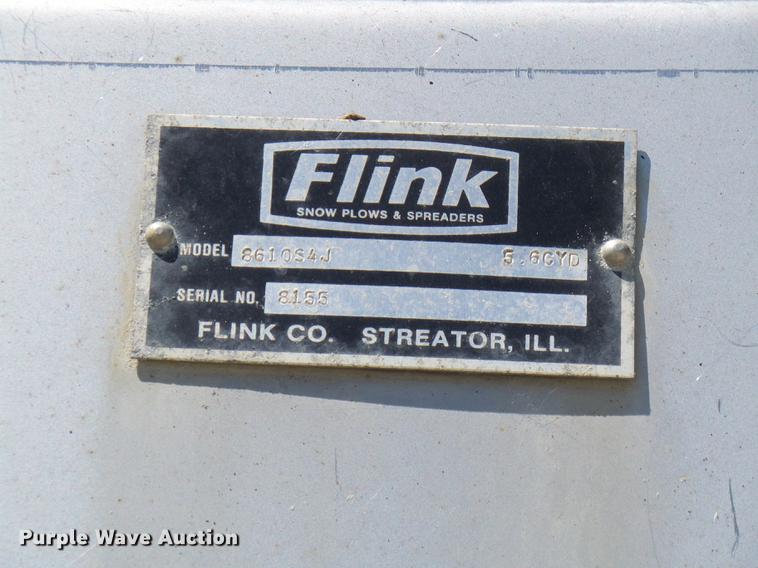 Flink
SNOW PLOWS & SPREADERS
MODEL 8610S4J 5.6CYD
SERIAL NO. 8155
FLINK CO. STREATOR, ILL.
Purple Wave Auction